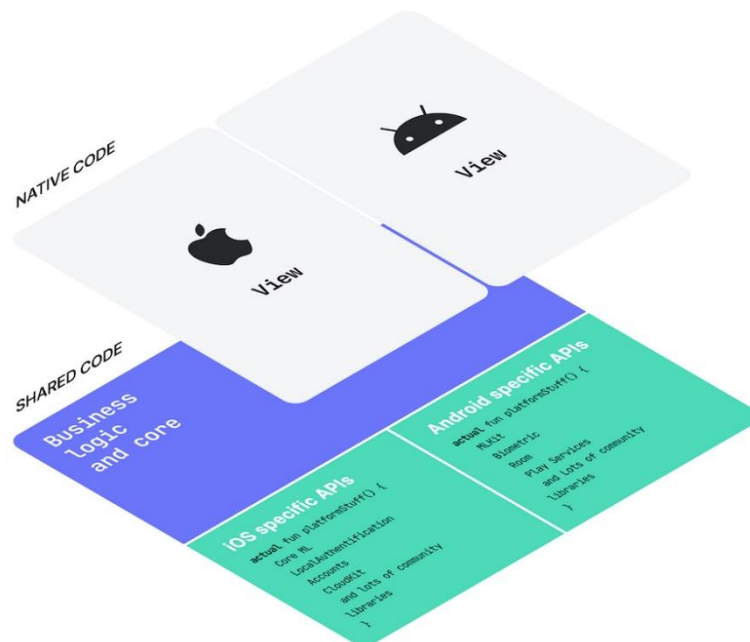 NATIVE CODE
View
View
SHARED CODE
Business
logic
and core
iOS specific APIs
actual fun platformStuff() {
Core ML
LocalAuthentification
Accounts
CloudKit
and lots of community
libraries
}
Android specific APIs
actual fun platformStuff() {
MLKit
Biometric
Room
Play Services
and Lots of community
libraries
}